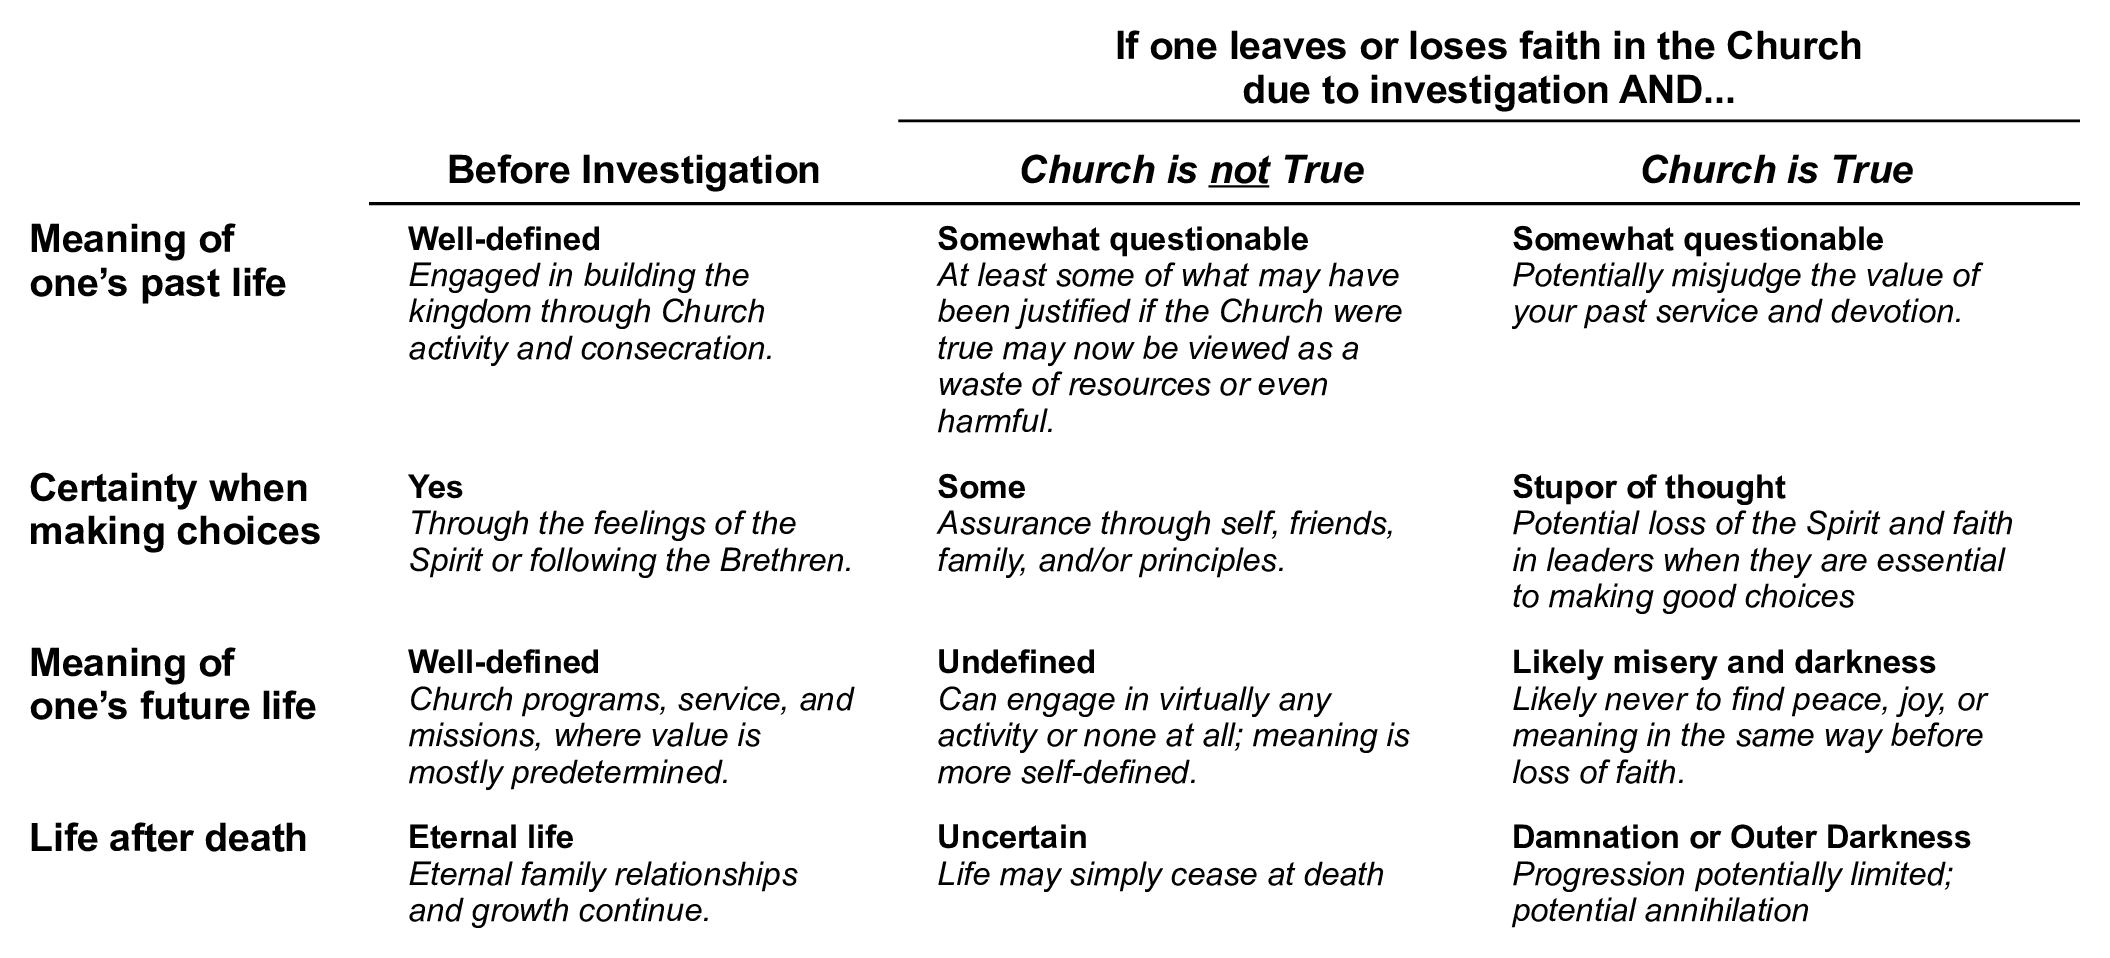 If one leaves or loses faith in the Church
due to investigation AND...
Before Investigation
Church is not True
Church is True
Meaning of
one’s past life
Well-defined
Engaged in building the
kingdom through Church
activity and consecration.
Somewhat questionable
At least some of what may have
been justified if the Church were
true may now be viewed as a
waste of resources or even
harmful.
Somewhat questionable
Potentially misjudge the value of
your past service and devotion.
Certainty when
making choices
Yes
Through the feelings of the
Spirit or following the Brethren.
Some
Assurance through self, friends,
family, and/or principles.
Stupor of thought
Potential loss of the Spirit and faith
in leaders when they are essential
to making good choices
Meaning of
one’s future life
Well-defined
Church programs, service, and
missions, where value is
mostly predetermined.
Undefined
Can engage in virtually any
activity or none at all; meaning is
more self-defined.
Likely misery and darkness
Likely never to find peace, joy, or
meaning in the same way before
loss of faith.
Life after death
Eternal life
Eternal family relationships
and growth continue.
Uncertain
Life may simply cease at death
Damnation or Outer Darkness
Progression potentially limited;
potential annihilation